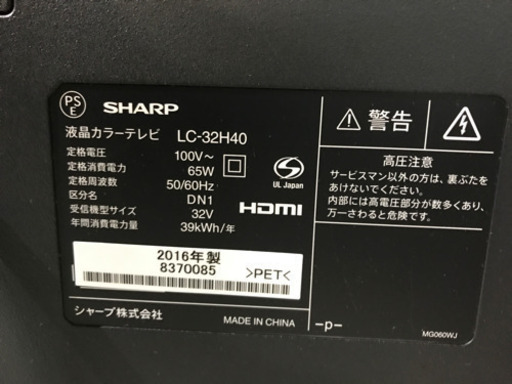 PS
E
SHARP
液晶カラーテレビ LC-32H40
定格電圧 100V～
定格消費電力 65W
定格周波数 50/60Hz
区分名 DN1
受信機型サイズ 32V
年間消費電力量 39kWh/年
UL Japan
HDMI
2016年製
8370085
>PET<
シャープ株式会社
MADE IN CHINA
警告
高圧注意
サービスマン以外の方は、裏ぶたを
あけないでください。
内部には高電圧部分が数多くあり、
万一さわると危険です。
-p-
MG060WJ